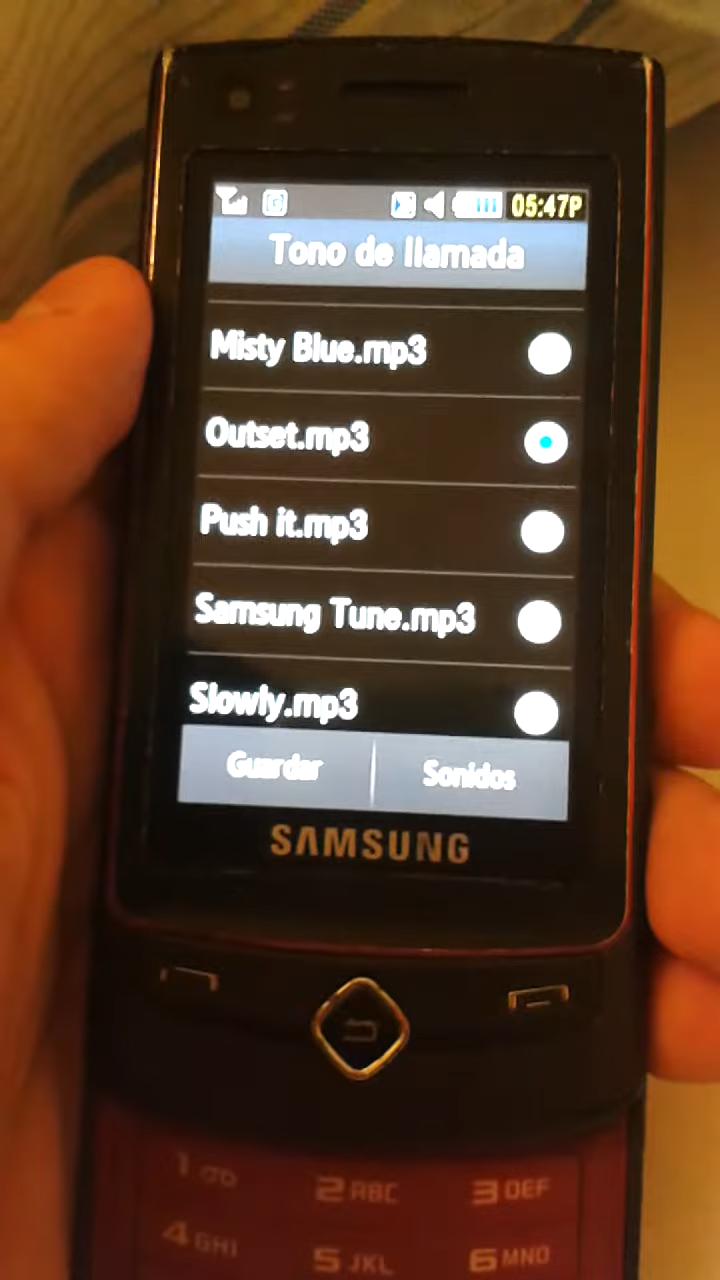 05:47P
Tono de llamada
Misty Blue.mp3
Outset.mp3
Push it.mp3
Samsung Tune.mp3
Slowly.mp3
Guardar Sonidos
SAMSUNG
1 2 ABC 3 DEF
4 GHI 5 JKL 6 MNO